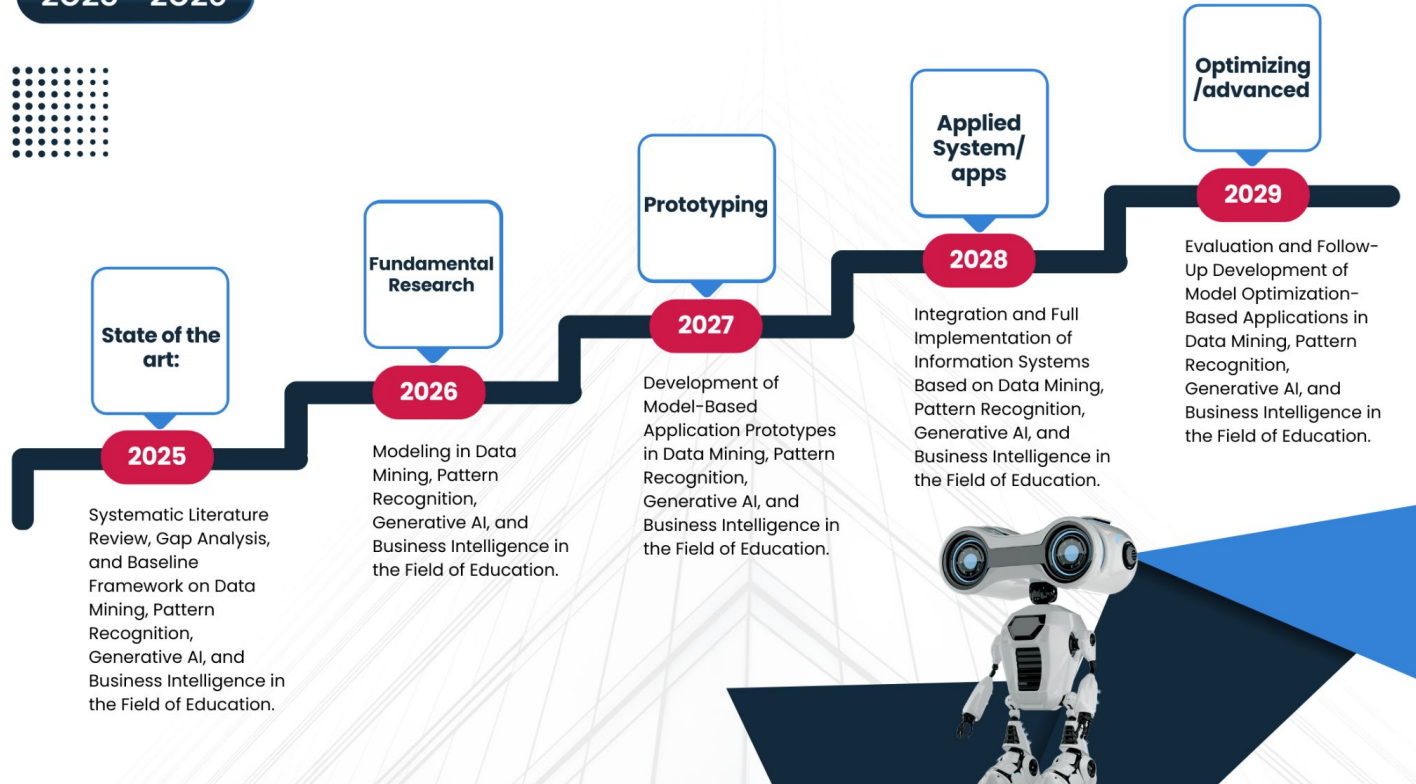 State of the
art:
2025
Systematic Literature
Review, Gap Analysis,
and Baseline
Framework on Data
Mining, Pattern
Recognition,
Generative AI, and
Business Intelligence in
the Field of Education.
Fundamental
Research
2026
Modeling in Data
Mining, Pattern
Recognition,
Generative AI, and
Business Intelligence in
the Field of Education.
Prototyping
2027
Development of
Model-Based
Application Prototypes
in Data Mining, Pattern
Recognition,
Generative AI, and
Business Intelligence in
the Field of Education.
Applied
System/
apps
2028
Integration and Full
Implementation of
Information Systems
Based on Data Mining,
Pattern Recognition,
Generative AI, and
Business Intelligence in
the Field of Education.
Optimizing
/advanced
2029
Evaluation and Follow-
Up Development of
Model Optimization-
Based Applications in
Data Mining, Pattern
Recognition,
Generative AI, and
Business Intelligence in
the Field of Education.